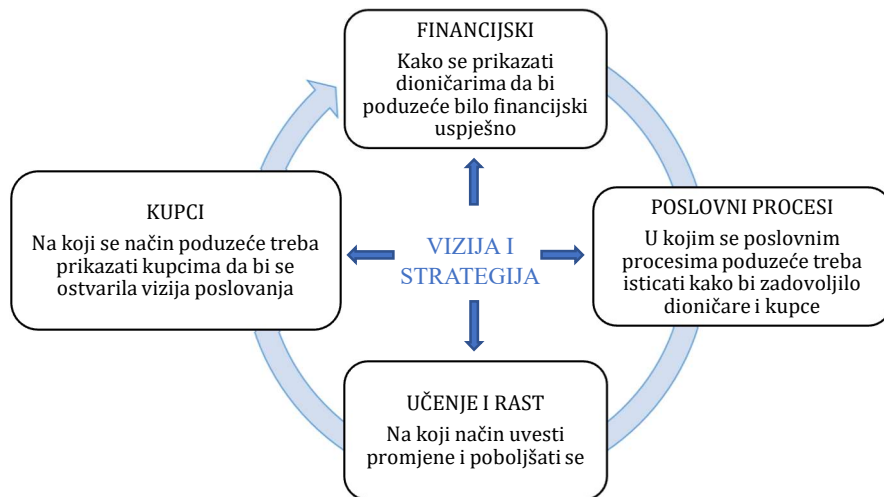 FINANCIJSKI
Kako se prikazati
dioničarima da bi
poduzeće bilo financijski
uspješno
KUPCI
Na koji se način poduzeće treba
prikazati kupcima da bi se
ostvarila vizija poslovanja
VIZIJA I
STRATEGIJA
POSLOVNI PROCESI
U kojim se poslovnim
procesima poduzeće treba
isticati kako bi zadovoljilo
dioničare i kupce
UČENJE I RAST
Na koji način uvesti
promjene i poboljšati se